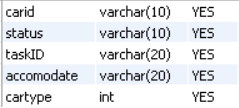 carid varchar(10) YES
status varchar(10) YES
taskID varchar(20) YES
accomodate varchar(20) YES
cartype int YES